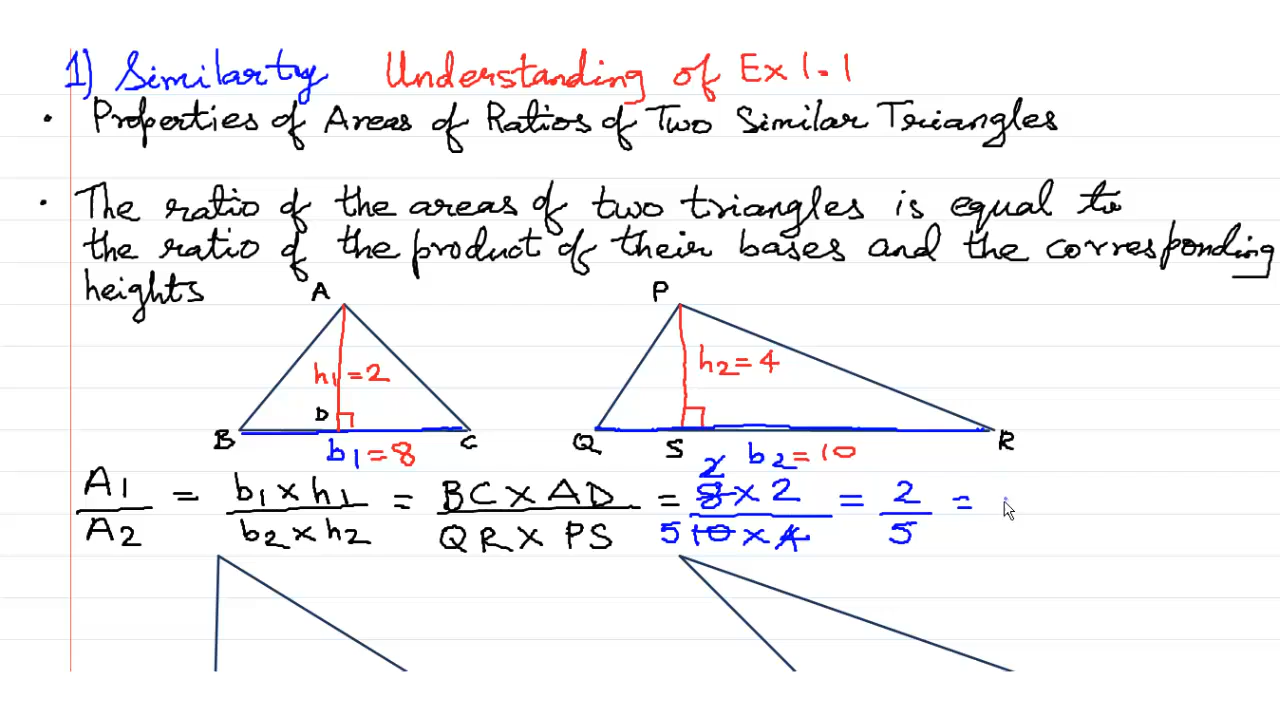 1) Similarty Understanding of Ex 1.1
• Properties of Areas of Ratios of Two Similar Triangles
• The ratio of the areas of two triangles is equal to
the ratio of the product of their bases and the corresponding
heights
A P
h1 = 2 h2 = 4
D
B C Q S R
b1 = 8 b2 = 10
A1/A2 = b1 × h1 / b2 × h2 = BC × AD / QR × PS = 2 8 × 2 / 5 10 × 4 = 2/5 =